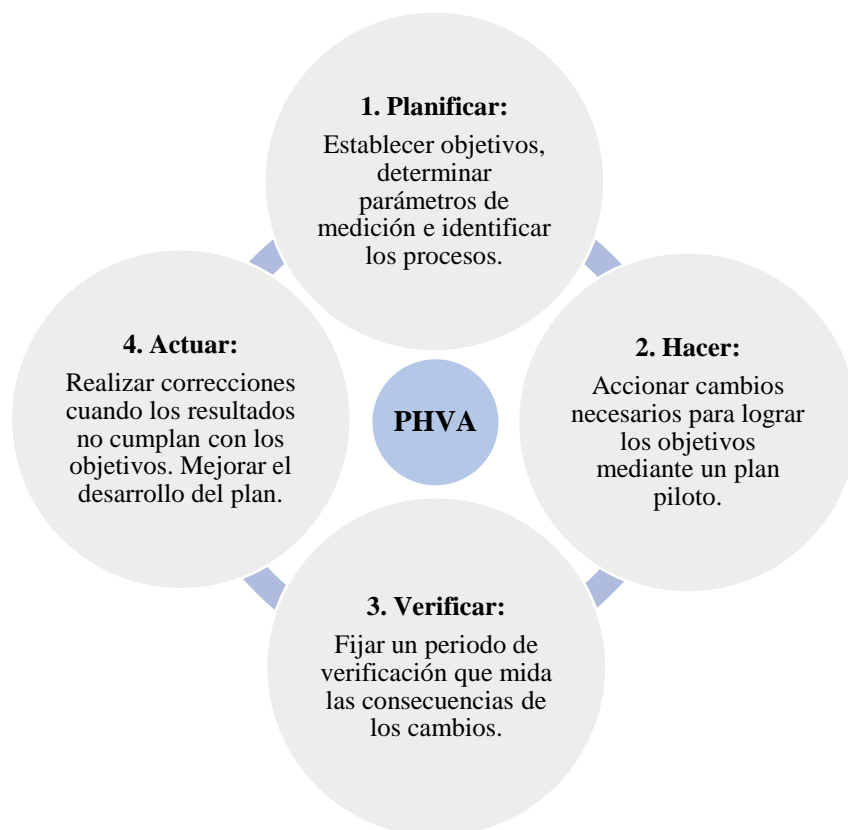 1. Planificar:
Establecer objetivos,
determinar
parámetros de
medición e identificar
los procesos.
2. Hacer:
Accionar cambios
necesarios para lograr
los objetivos
mediante un plan
piloto.
3. Verificar:
Fijar un periodo de
verificación que mida
las consecuencias de
los cambios.
4. Actuar:
Realizar correcciones
cuando los resultados
no cumplan con los
objetivos. Mejorar el
desarrollo del plan.
PHVA